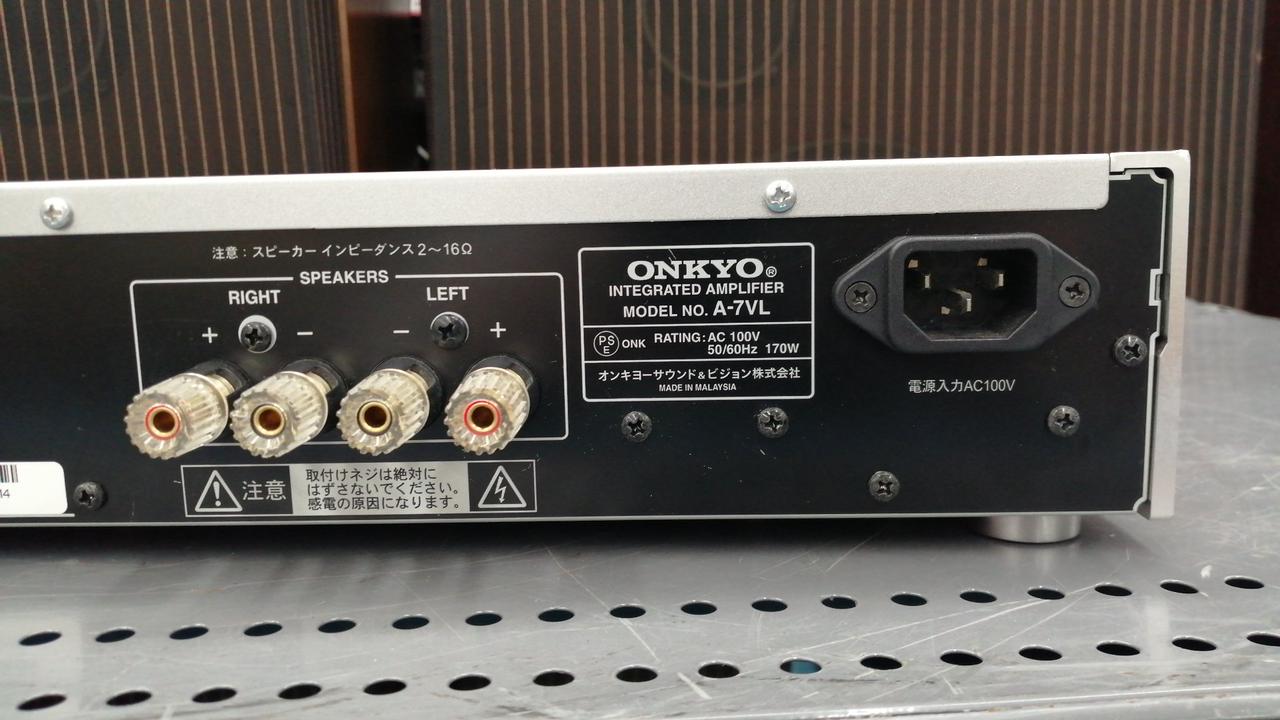 注意：スピーカー インピーダンス 2～16Ω
SPEAKERS
RIGHT
LEFT
+ − − +
ONKYO®
INTEGRATED AMPLIFIER
MODEL NO. A-7VL
PS E ONK RATING: AC 100V
50/60Hz 170W
オンキヨーサウンド&ビジョン株式会社
MADE IN MALAYSIA
電源入力AC100V
注意
取付けネジは絶対に
はずさないでください。
感電の原因になります。